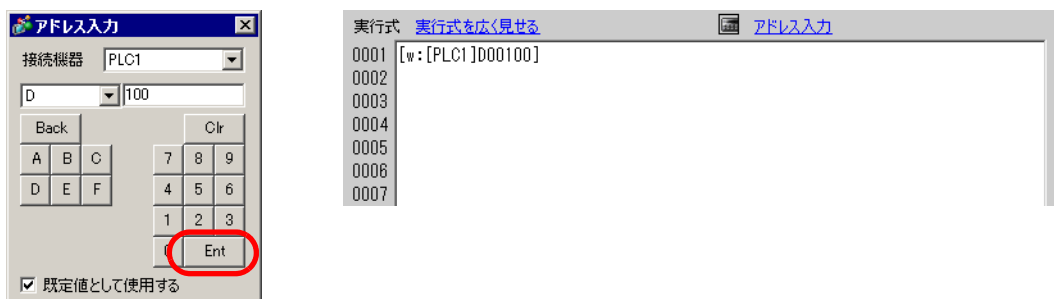 アドレス入力
接続機器 PLC1
D 100
Back Clr
A B C 7 8 9
D E F 4 5 6
1 2 3
0 Ent
既定値として使用する
実行式 実行式を広く見せる アドレス入力
0001 [w:[PLC1]D00100]
0002
0003
0004
0005
0006
0007